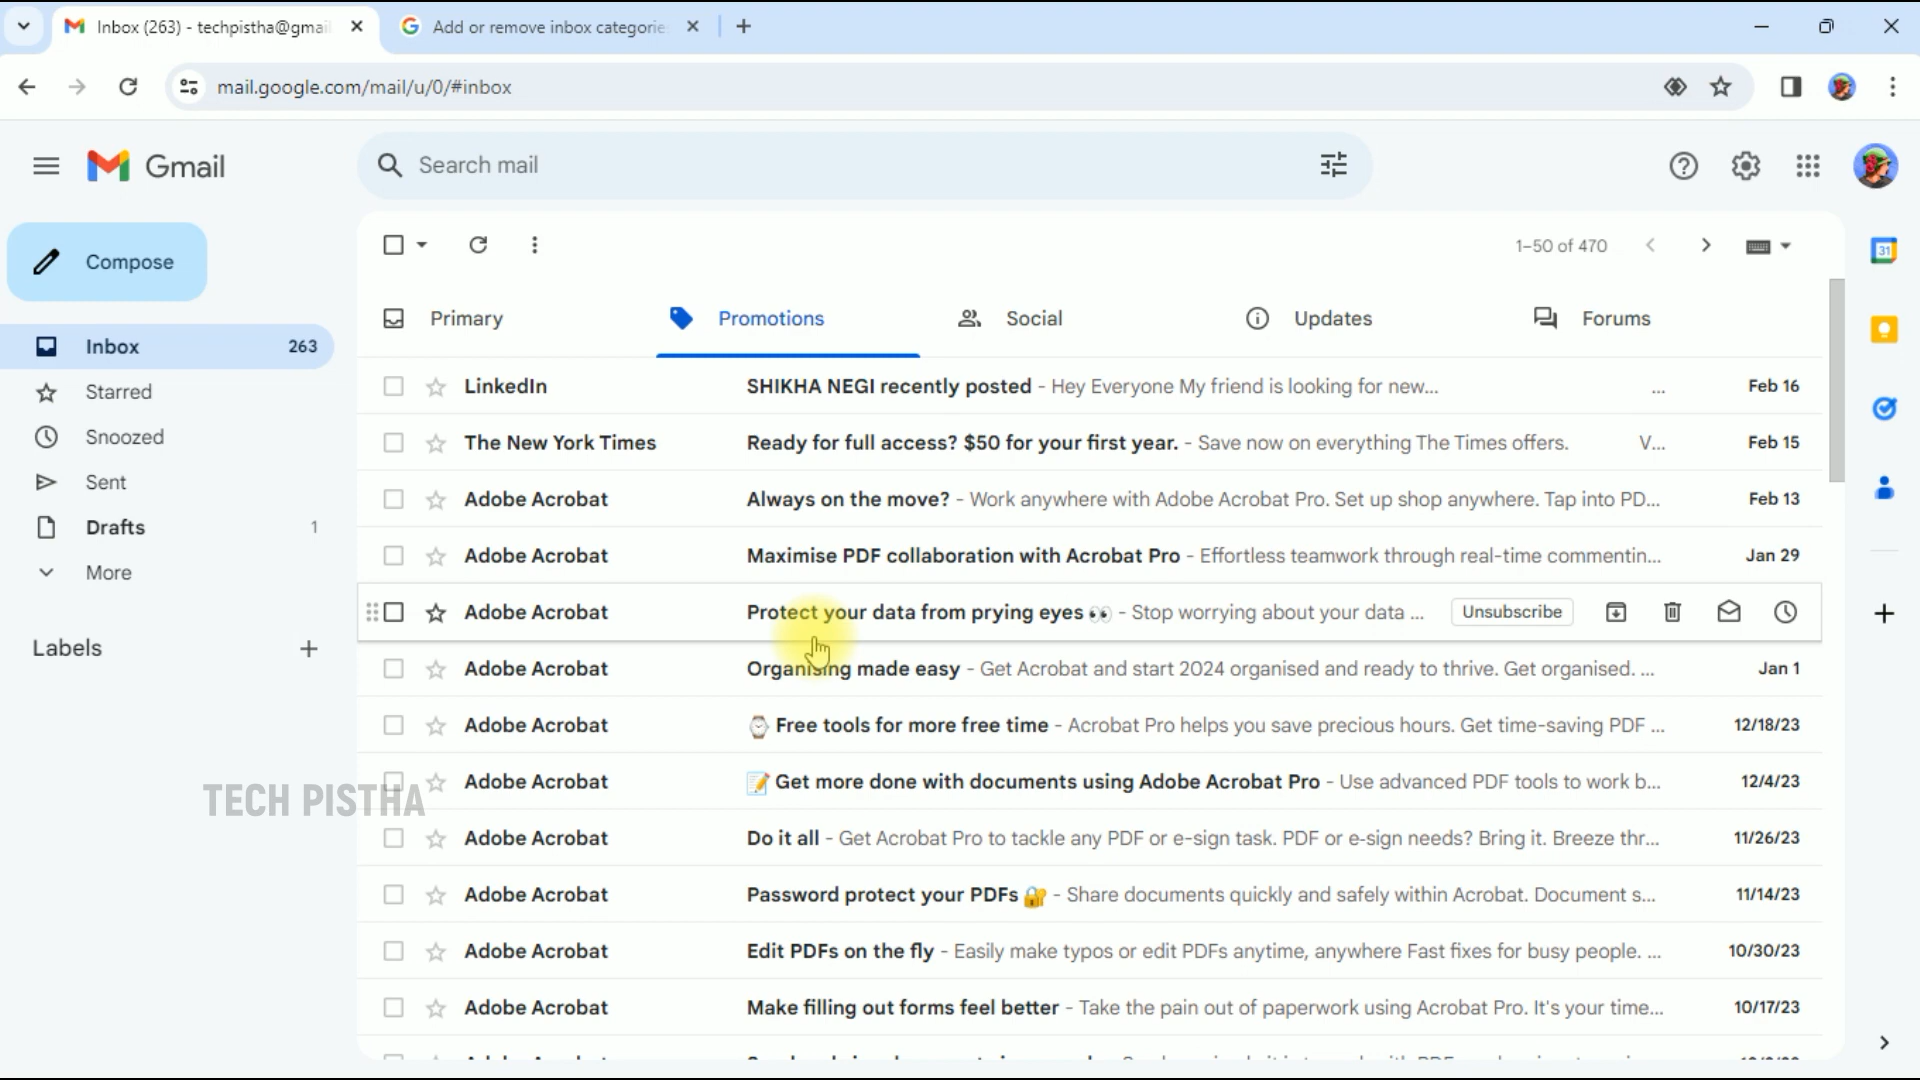 Inbox (263) - techpistha@gmai
Add or remove inbox categorie
mail.google.com/mail/u/0/#inbox
Gmail
Search mail
Compose
1–50 of 470
Primary
Promotions
Social
Updates
Forums
Inbox 263
Starred
Snoozed
Sent
Drafts 1
More
Labels
LinkedIn SHIKHA NEGI recently posted - Hey Everyone My friend is looking for new... ... Feb 16
The New York Times Ready for full access? $50 for your first year. - Save now on everything The Times offers. V... Feb 15
Adobe Acrobat Always on the move? - Work anywhere with Adobe Acrobat Pro. Set up shop anywhere. Tap into PD... Feb 13
Adobe Acrobat Maximise PDF collaboration with Acrobat Pro - Effortless teamwork through real-time commentin... Jan 29
Adobe Acrobat Protect your data from prying eyes 👀 - Stop worrying about your data ... Unsubscribe
Adobe Acrobat Organising made easy - Get Acrobat and start 2024 organised and ready to thrive. Get organised. ... Jan 1
Adobe Acrobat ⌚ Free tools for more free time - Acrobat Pro helps you save precious hours. Get time-saving PDF ... 12/18/23
Adobe Acrobat 📝 Get more done with documents using Adobe Acrobat Pro - Use advanced PDF tools to work b... 12/4/23
TECH PISTHA
Adobe Acrobat Do it all - Get Acrobat Pro to tackle any PDF or e-sign task. PDF or e-sign needs? Bring it. Breeze thr... 11/26/23
Adobe Acrobat Password protect your PDFs 🔐 - Share documents quickly and safely within Acrobat. Document s... 11/14/23
Adobe Acrobat Edit PDFs on the fly - Easily make typos or edit PDFs anytime, anywhere Fast fixes for busy people. ... 10/30/23
Adobe Acrobat Make filling out forms feel better - Take the pain out of paperwork using Acrobat Pro. It's your time... 10/17/23
31